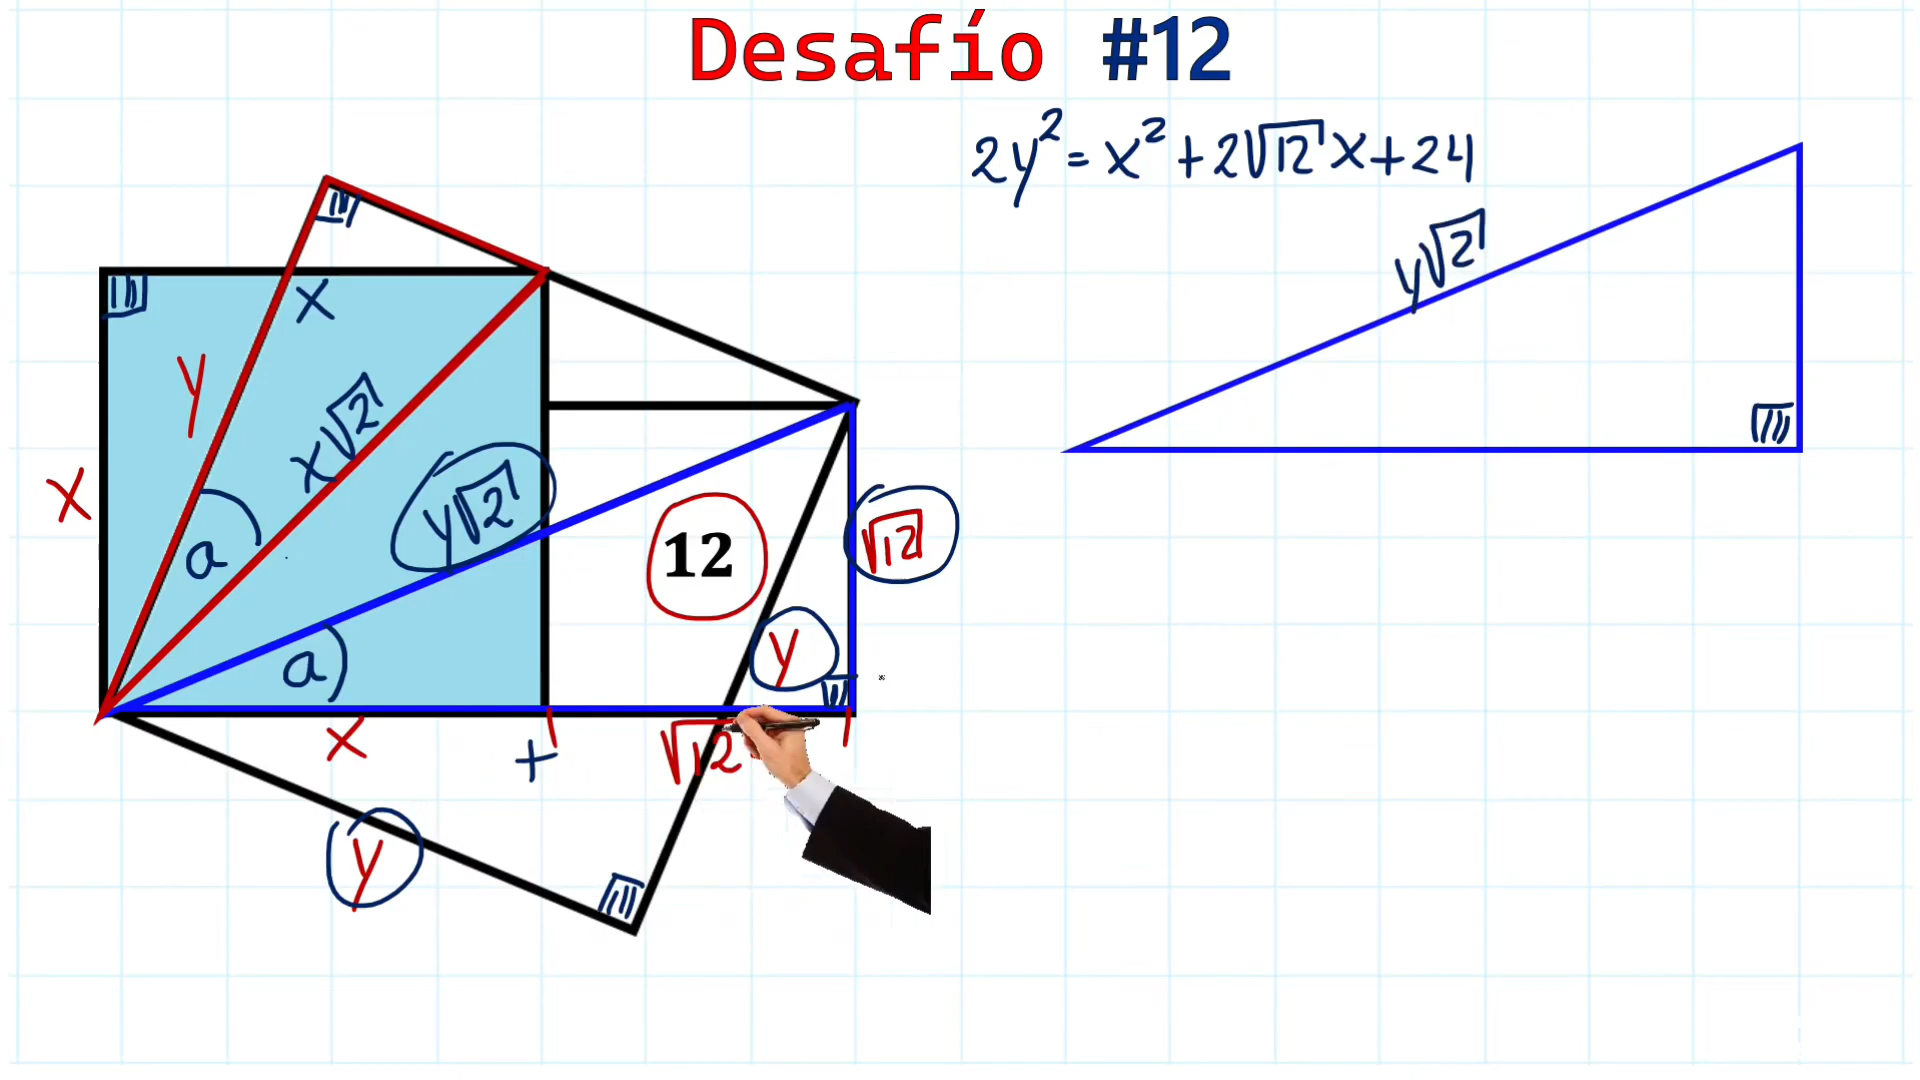 Desafío #12
2y² = x² + 2√12 x + 24
y√2
x
y
x√2
x
y√2
a
12
√12
a
y
x
+
√12
y